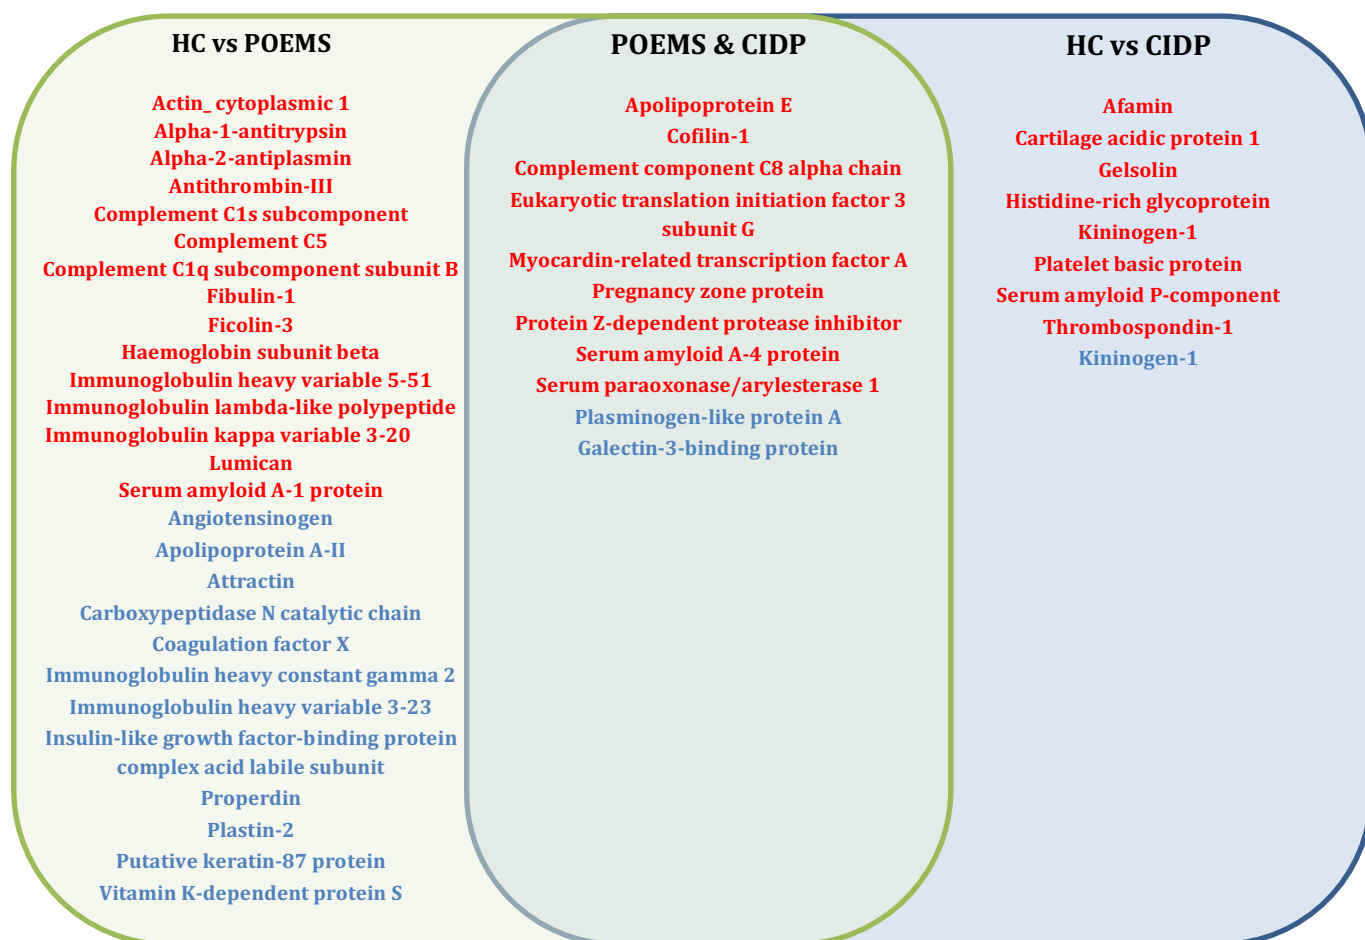 HC vs POEMS
Actin_ cytoplasmic 1
Alpha-1-antitrypsin
Alpha-2-antiplasmin
Antithrombin-III
Complement C1s subcomponent
Complement C5
Complement C1q subcomponent subunit B
Fibulin-1
Ficolin-3
Haemoglobin subunit beta
Immunoglobulin heavy variable 5-51
Immunoglobulin lambda-like polypeptide
Immunoglobulin kappa variable 3-20
Lumican
Serum amyloid A-1 protein
Angiotensinogen
Apolipoprotein A-II
Attractin
Carboxypeptidase N catalytic chain
Coagulation factor X
Immunoglobulin heavy constant gamma 2
Immunoglobulin heavy variable 3-23
Insulin-like growth factor-binding protein
complex acid labile subunit
Properdin
Plastin-2
Putative keratin-87 protein
Vitamin K-dependent protein S
POEMS & CIDP
Apolipoprotein E
Cofilin-1
Complement component C8 alpha chain
Eukaryotic translation initiation factor 3
subunit G
Myocardin-related transcription factor A
Pregnancy zone protein
Protein Z-dependent protease inhibitor
Serum amyloid A-4 protein
Serum paraoxonase/arylesterase 1
Plasminogen-like protein A
Galectin-3-binding protein
HC vs CIDP
Afamin
Cartilage acidic protein 1
Gelsolin
Histidine-rich glycoprotein
Kininogen-1
Platelet basic protein
Serum amyloid P-component
Thrombospondin-1
Kininogen-1